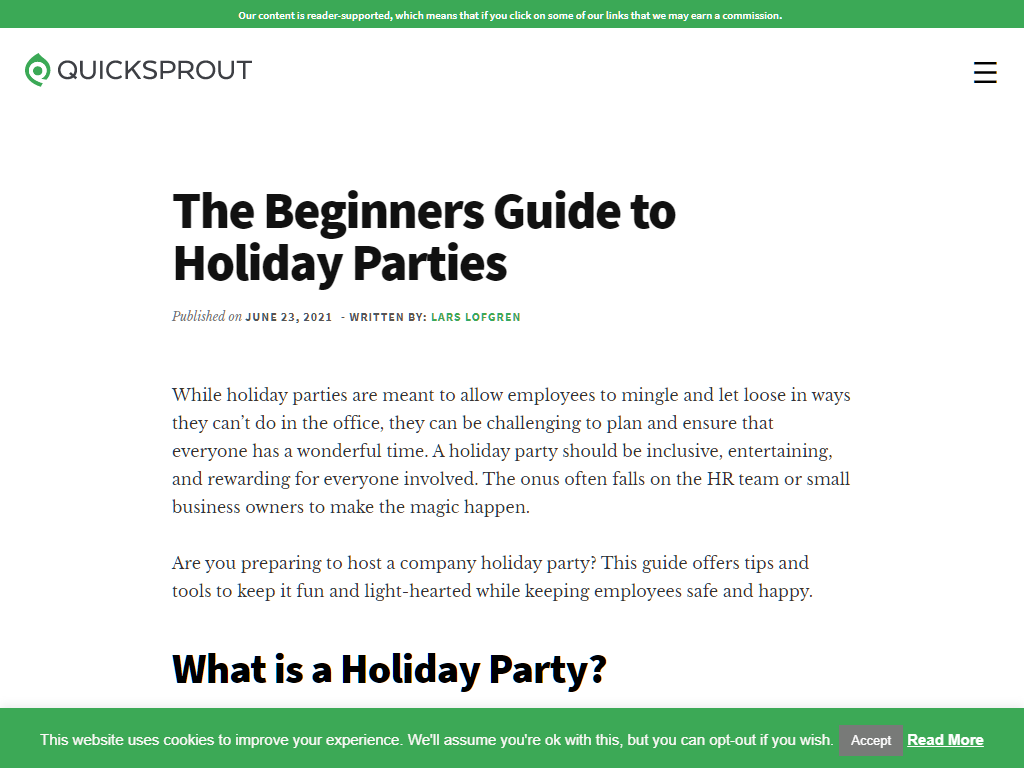 Our content is reader-supported, which means that if you click on some of our links that we may earn a commission.
QUICKSPROUT
The Beginners Guide to
Holiday Parties
Published on JUNE 23, 2021 - WRITTEN BY: LARS LOFGREN
While holiday parties are meant to allow employees to mingle and let loose in ways
they can’t do in the office, they can be challenging to plan and ensure that
everyone has a wonderful time. A holiday party should be inclusive, entertaining,
and rewarding for everyone involved. The onus often falls on the HR team or small
business owners to make the magic happen.
Are you preparing to host a company holiday party? This guide offers tips and
tools to keep it fun and light-hearted while keeping employees safe and happy.
What is a Holiday Party?
This website uses cookies to improve your experience. We'll assume you're ok with this, but you can opt-out if you wish. Accept Read More